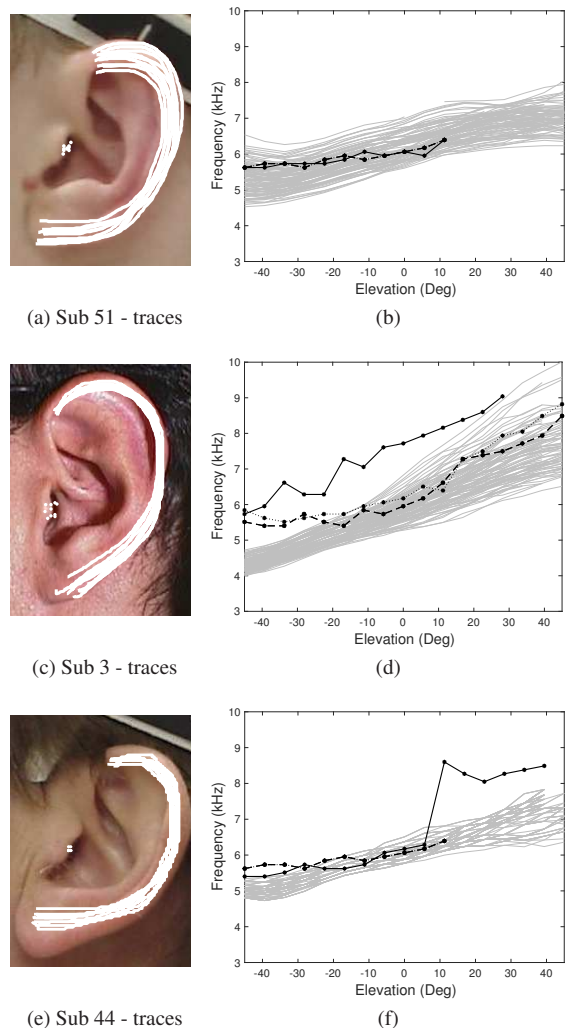 10
9
8
7
6
5
4
3
Frequency (kHz)
-40 -30 -20 -10 0 10 20 30 40
Elevation (Deg)
(a) Sub 51 - traces
(b)
10
9
8
7
6
5
4
3
Frequency (kHz)
-40 -30 -20 -10 0 10 20 30 40
Elevation (Deg)
(c) Sub 3 - traces
(d)
10
9
8
7
6
5
4
3
Frequency (kHz)
-40 -30 -20 -10 0 10 20 30 40
Elevation (Deg)
(e) Sub 44 - traces
(f)